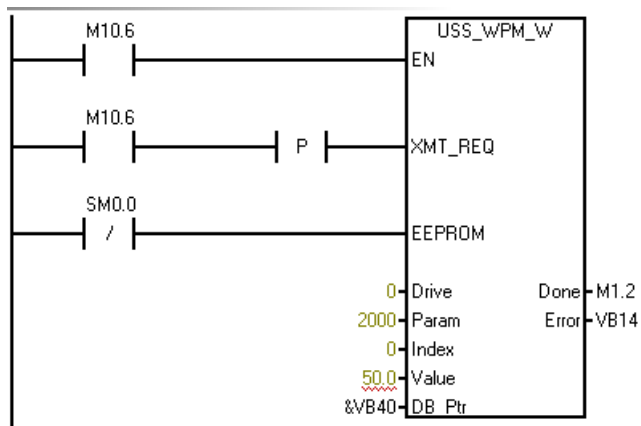 M10.6
USS_WPM_W
EN
M10.6
P
XMT_REQ
SM0.0
/
EEPROM
0 Drive Done M1.2
2000 Param Error VB14
0 Index
50.0 Value
&VB40 DB_Ptr